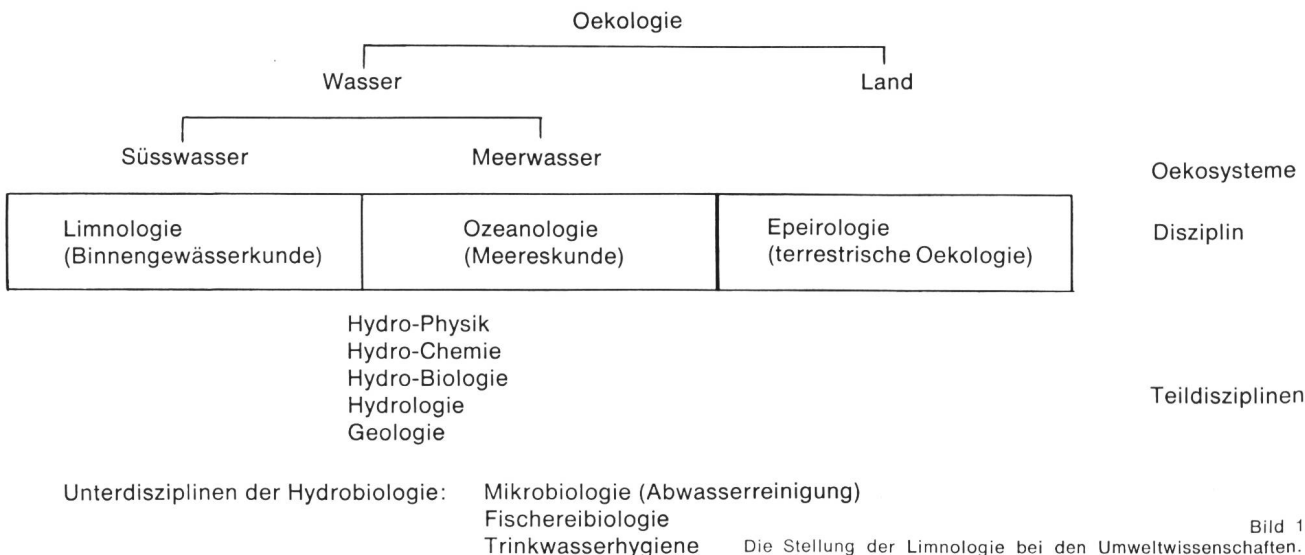 Oekologie
Wasser Land
Süsswasser Meerwasser
Oekosysteme
Limnologie
(Binnengewässerkunde)
Ozeanologie
(Meereskunde)
Epeirologie
(terrestrische Oekologie)
Disziplin
Hydro-Physik
Hydro-Chemie
Hydro-Biologie
Hydrologie
Geologie
Teildisziplinen
Unterdisziplinen der Hydrobiologie: Mikrobiologie (Abwasserreinigung)
Fischereibiologie
Trinkwasserhygiene
Bild 1
Die Stellung der Limnologie bei den Umweltwissenschaften.